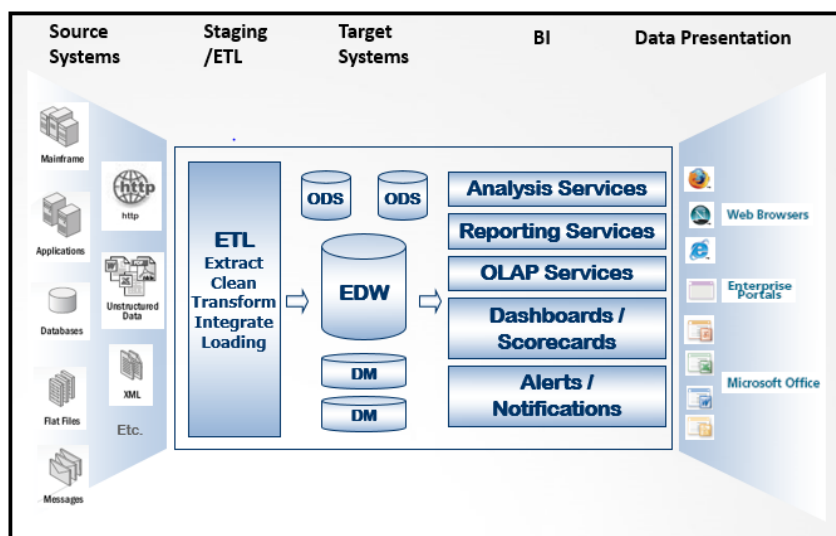 Source
Systems
Staging
/ETL
Target
Systems
BI
Data Presentation
Mainframe
Applications
Databases
Flat Files
Messages
http
http
Unstructured
Data
XML
Etc.
ETL
Extract
Clean
Transform
Integrate
Loading
ODS
ODS
EDW
DM
DM
Analysis Services
Reporting Services
OLAP Services
Dashboards /
Scorecards
Alerts /
Notifications
Web Browsers
Enterprise
Portals
Microsoft Office